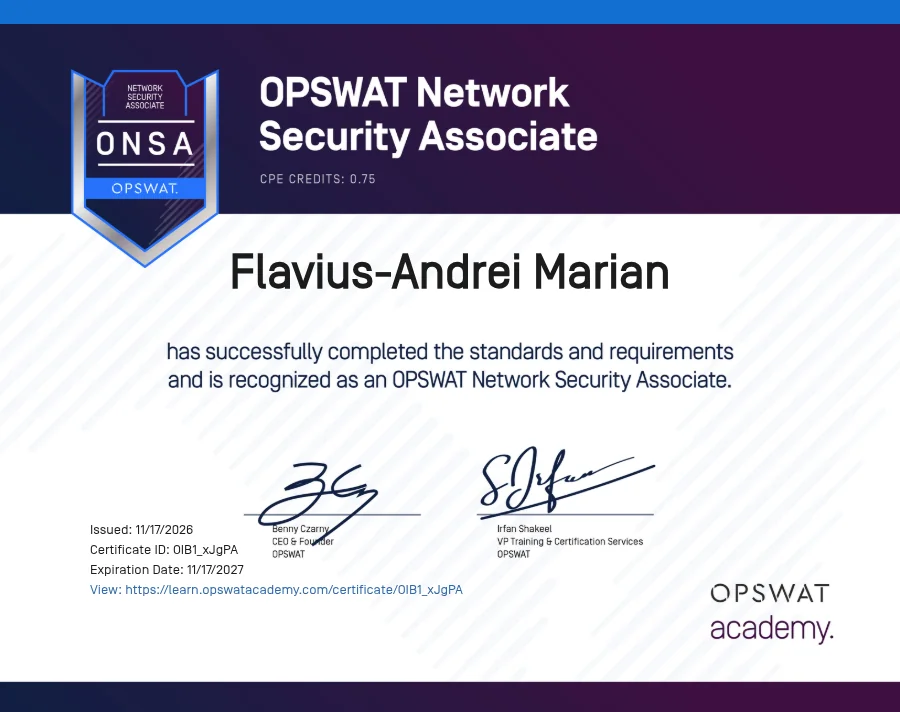 NETWORK
SECURITY
ASSOCIATE
ONSA
OPSWAT.
OPSWAT Network
Security Associate
CPE CREDITS: 0.75
Flavius-Andrei Marian
has successfully completed the standards and requirements
and is recognized as an OPSWAT Network Security Associate.
Issued: 11/17/2026
Certificate ID: 0IB1_xJgPA
Expiration Date: 11/17/2027
View: https://learn.opswatacademy.com/certificate/0IB1_xJgPA
Benny Czarny
CEO & Founder
OPSWAT
Irfan Shakeel
VP Training & Certification Services
OPSWAT
OPSWAT
academy.